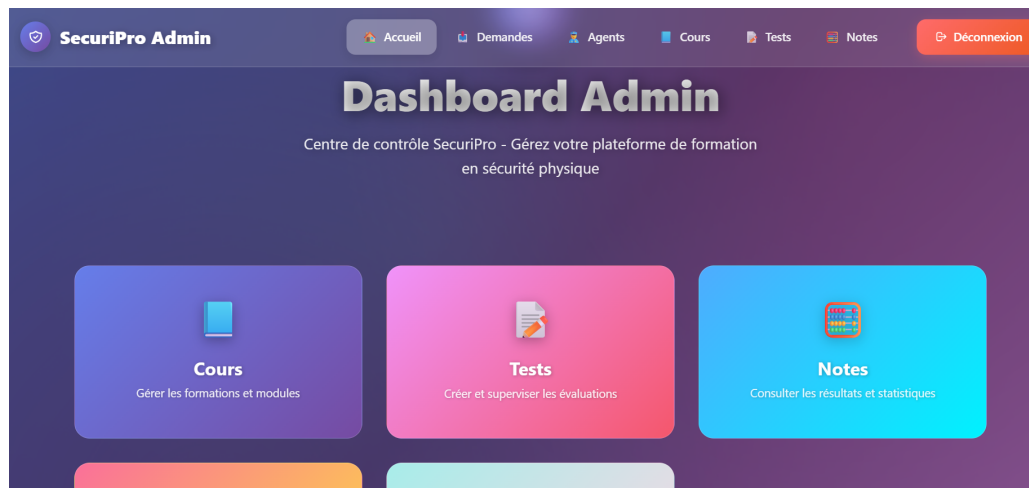 SecuriPro Admin
Accueil
Demandes
Agents
Cours
Tests
Notes
Déconnexion
Dashboard Admin
Centre de contrôle SecuriPro - Gérez votre plateforme de formation
en sécurité physique
Cours
Gérer les formations et modules
Tests
Créer et superviser les évaluations
Notes
Consulter les résultats et statistiques